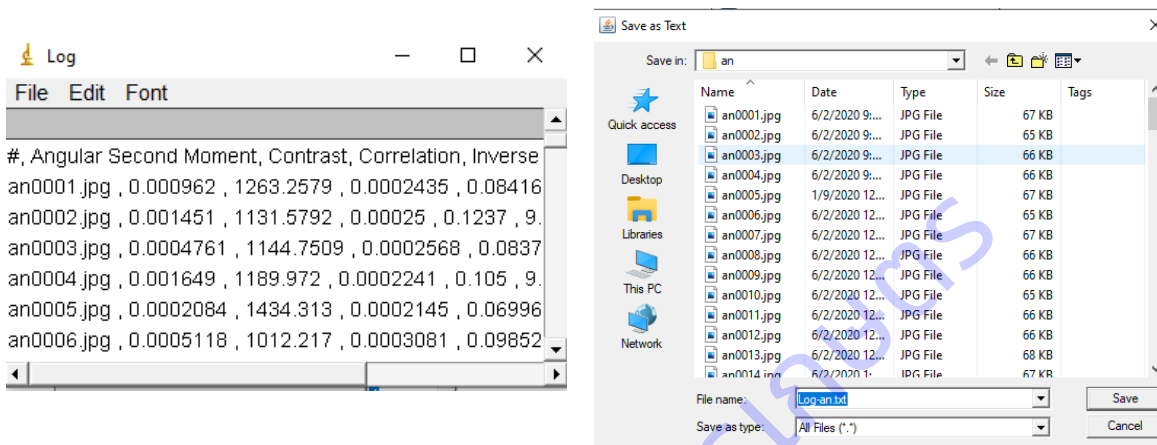 Log
File Edit Font
#, Angular Second Moment, Contrast, Correlation, Inverse
an0001.jpg , 0.000962 , 1263.2579 , 0.0002435 , 0.08416
an0002.jpg , 0.001451 , 1131.5792 , 0.00025 , 0.1237 , 9.
an0003.jpg , 0.0004761 , 1144.7509 , 0.0002568 , 0.0837
an0004.jpg , 0.001649 , 1189.972 , 0.0002241 , 0.105 , 9.
an0005.jpg , 0.0002084 , 1434.313 , 0.0002145 , 0.06996
an0006.jpg , 0.0005118 , 1012.217 , 0.0003081 , 0.09852
Save as Text
Save in: an
Quick access
Desktop
Libraries
This PC
Network
Name Date Type Size Tags
an0001.jpg 6/2/2020 9:... JPG File 67 KB
an0002.jpg 6/2/2020 9:... JPG File 65 KB
an0003.jpg 6/2/2020 9:... JPG File 66 KB
an0004.jpg 6/2/2020 9:... JPG File 66 KB
an0005.jpg 1/9/2020 12... JPG File 67 KB
an0006.jpg 6/2/2020 12... JPG File 65 KB
an0007.jpg 6/2/2020 12... JPG File 67 KB
an0008.jpg 6/2/2020 12... JPG File 66 KB
an0009.jpg 6/2/2020 12... JPG File 66 KB
an0010.jpg 6/2/2020 12... JPG File 65 KB
an0011.jpg 6/2/2020 12... JPG File 66 KB
an0012.jpg 6/2/2020 12... JPG File 66 KB
an0013.jpg 6/2/2020 12... JPG File 68 KB
an0014.jpg 6/2/2020 1:... JPG File 67 KB
File name: Log-an.txt Save
Save as type: All Files (*.*) Cancel